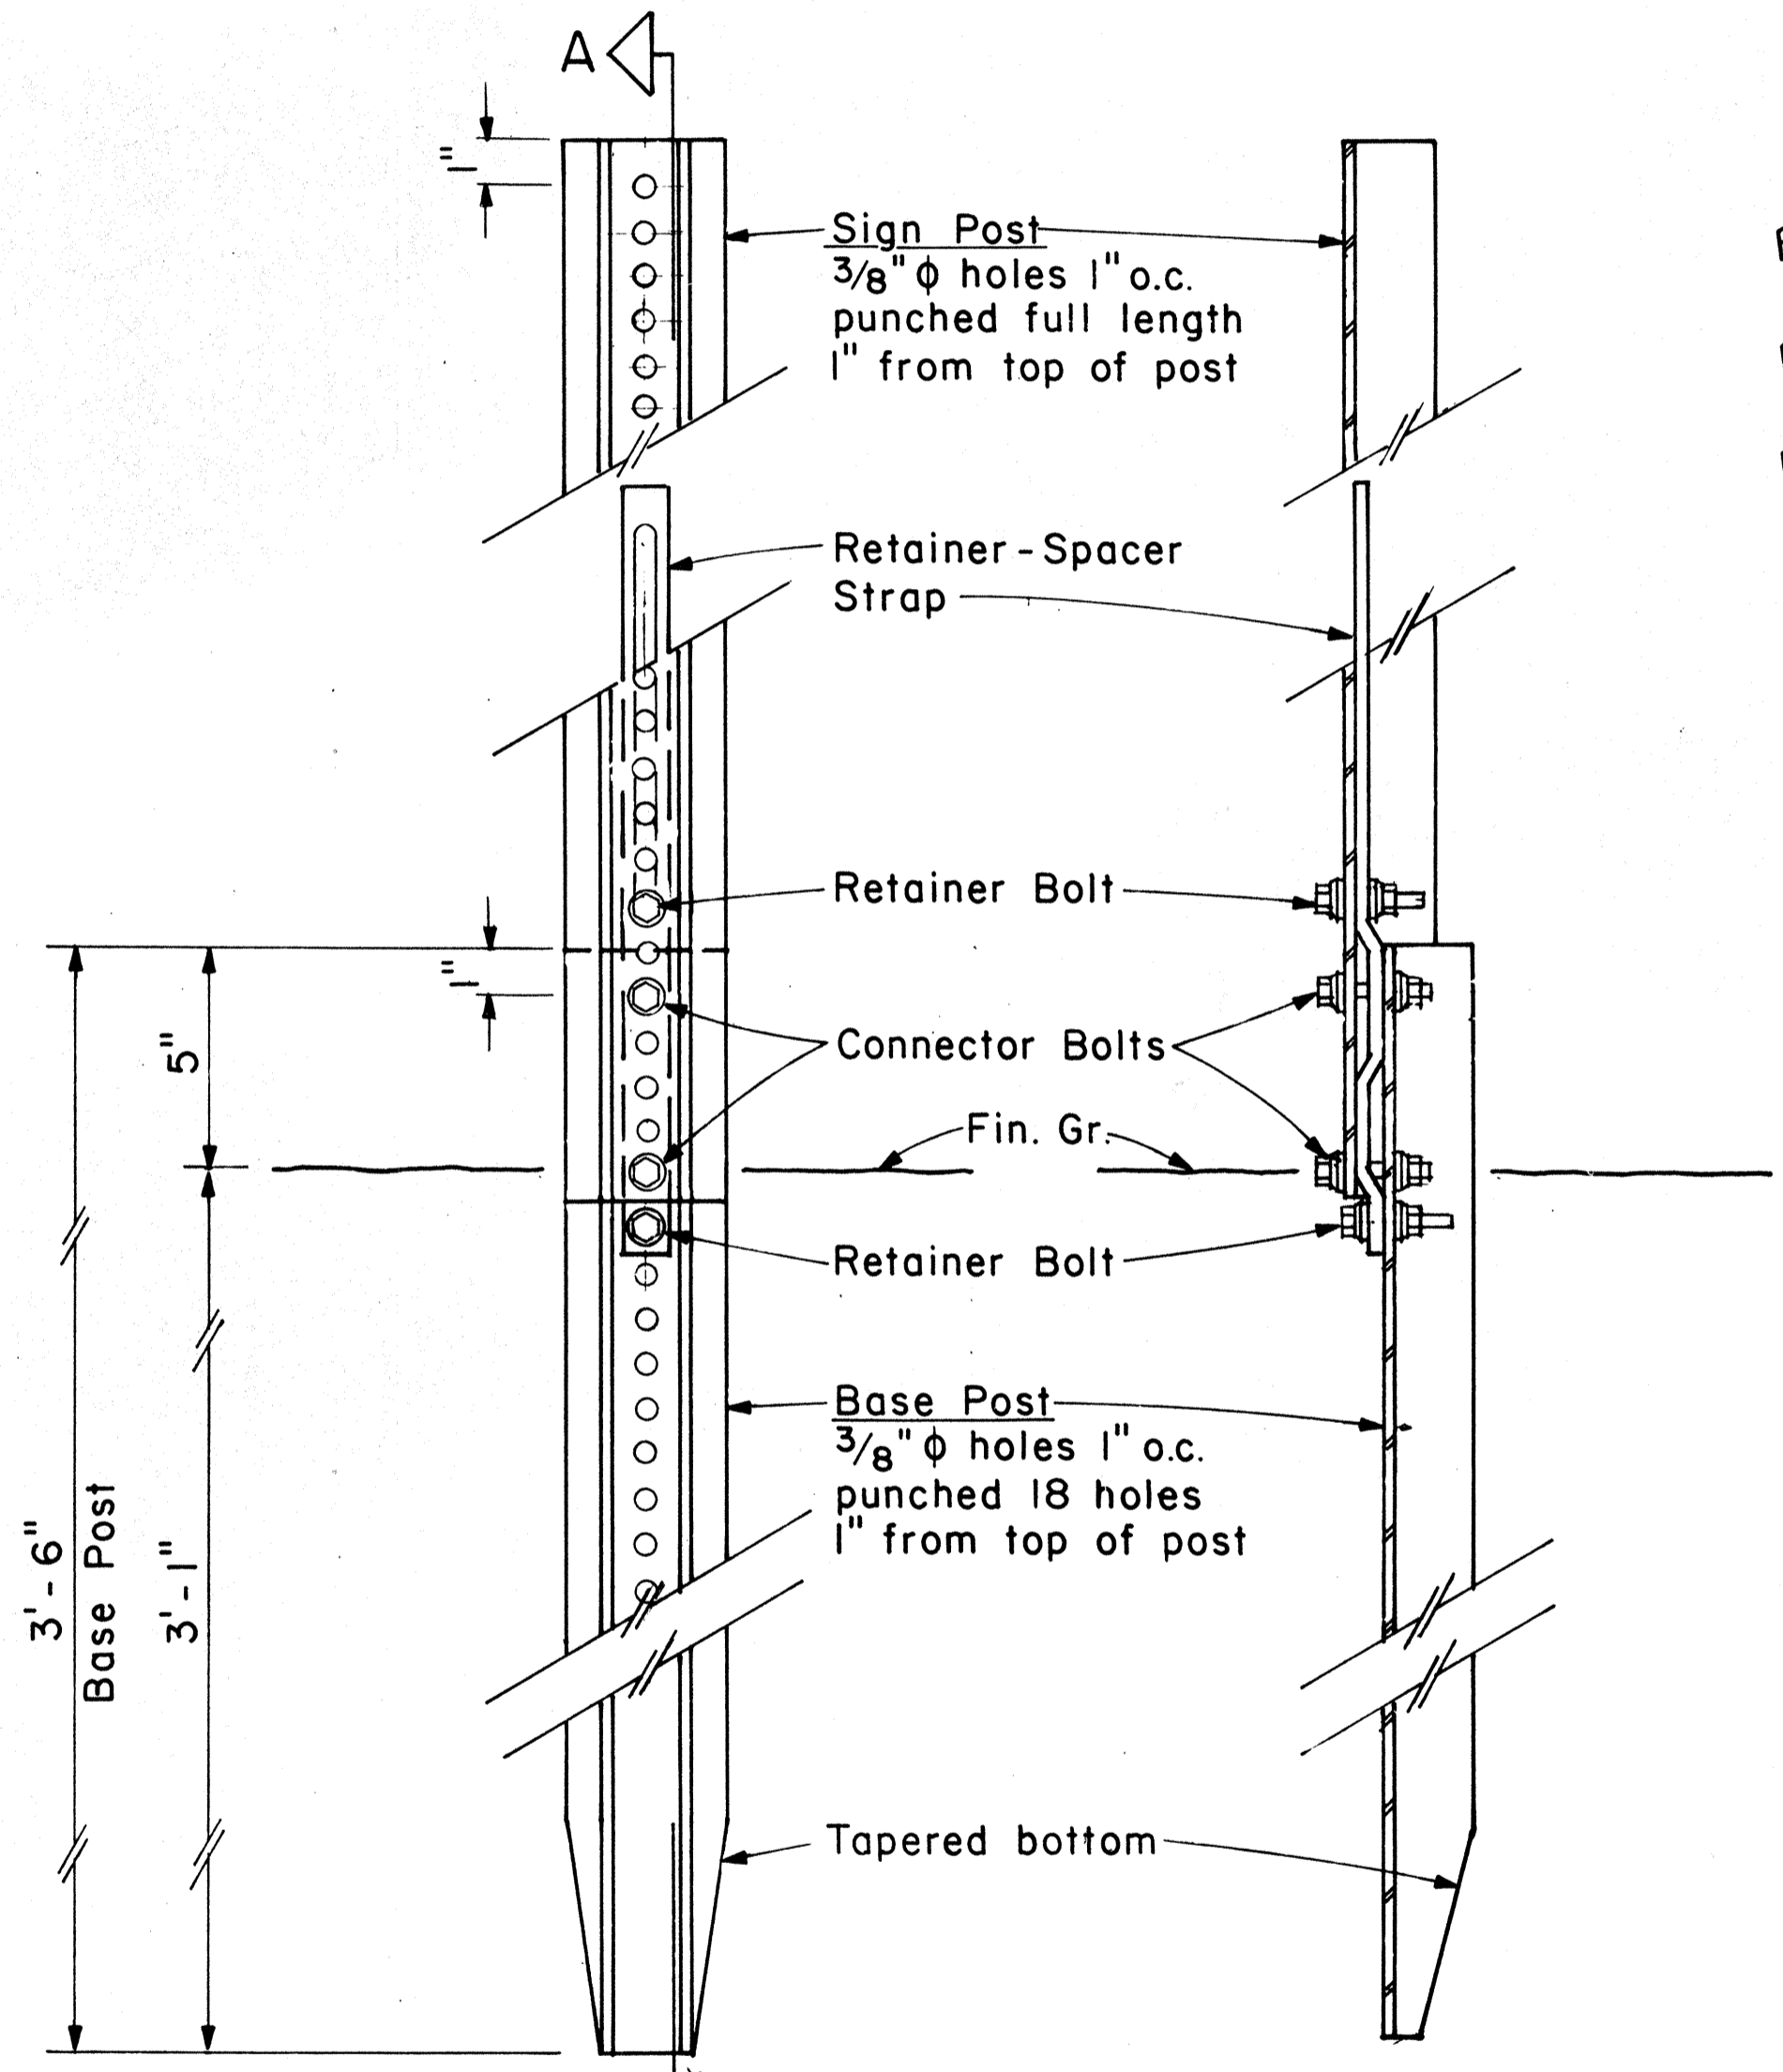 A
1"
Sign Post
3/8" ϕ holes 1" o.c.
punched full length
1" from top of post
Retainer - Spacer
Strap
Retainer Bolt
1"
5"
Connector Bolts
Fin. Gr.
Retainer Bolt
Base Post
3/8" ϕ holes 1" o.c.
punched 18 holes
1" from top of post
3'- 6"
Base Post
3'- 1"
Tapered bottom